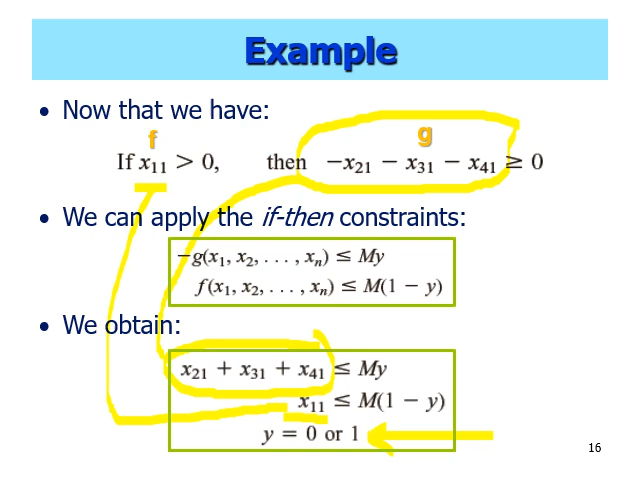 Example
• Now that we have:
f g
If x₁₁ > 0, then −x₂₁ − x₃₁ − x₄₁ ≥ 0
• We can apply the if-then constraints:
−g(x₁, x₂, . . . , xₙ) ≤ My
f(x₁, x₂, . . . , xₙ) ≤ M(1 − y)
• We obtain:
x₂₁ + x₃₁ + x₄₁ ≤ My
x₁₁ ≤ M(1 − y)
y = 0 or 1
16